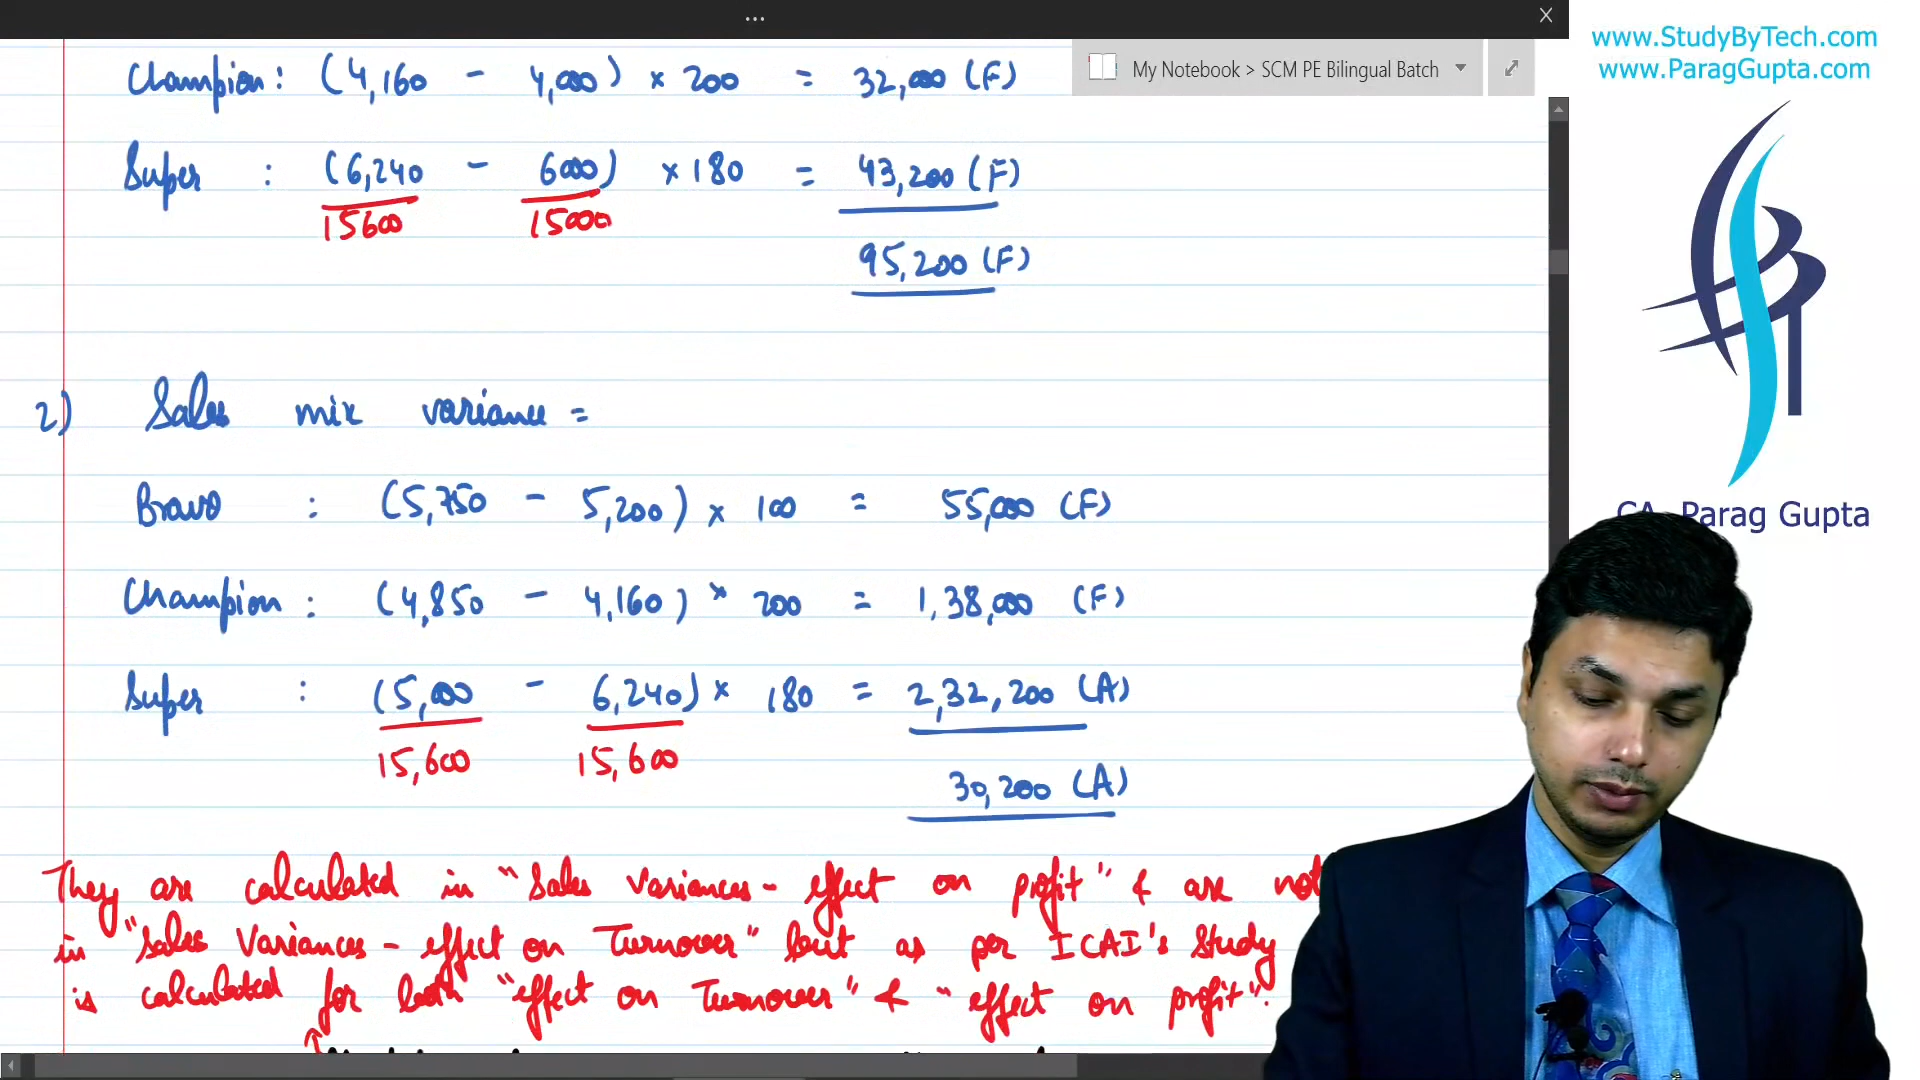 ...
www.StudyByTech.com
www.ParagGupta.com
My Notebook > SCM PE Bilingual Batch
Champion: (4,160 - 4,000) × 200 = 32,000 (F)
Super : (6,240 - 6000) × 180 = 43,200 (F)
15600 15000
95,200 (F)
2) Sales mix variance =
Parag Gupta
Bravo : (5,750 - 5,200) × 100 = 55,000 (F)
Champion : (4,850 - 4,160) × 200 = 1,38,000 (F)
Super : (5,000 - 6,240) × 180 = 2,32,200 (A)
15,600 15,600
30,200 (A)
They are calculated in "Sales Variances - effect on profit" & are not
in "Sales Variances - effect on Turnover" but as per ICAI's Study
is calculated for both "effect on Turnover" & "effect on profit".